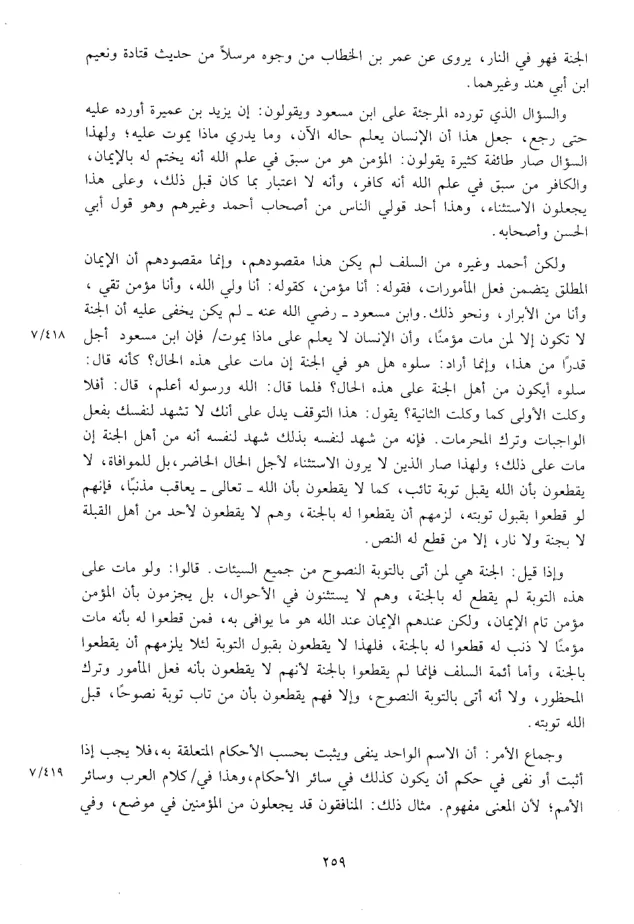 الجنة فهو في النار، يروى عن عمر بن الخطاب من وجوه مرسلاً من حديث قتادة ونعيم
ابن أبي هند وغيرهما.
والسؤال الذي تورده المرجئة على ابن مسعود ويقولون: إن يزيد بن عميرة أورده عليه
حتى رجع، جعل هذا أن الإنسان يعلم حاله الآن، وما يدري ماذا يموت عليه؛ ولهذا
السؤال صار طائفة كثيرة يقولون: المؤمن هو من سبق في علم الله أنه يختم له بالإيمان،
والكافر من سبق في علم الله أنه كافر، وأنه لا اعتبار بما كان قبل ذلك، وعلى هذا
يجعلون الاستثناء، وهذا أحد قولي الناس من أصحاب أحمد وغيرهم وهو قول أبي
الحسن وأصحابه.
ولكن أحمد وغيره من السلف لم يكن هذا مقصودهم، وإنما مقصودهم أن الإيمان
المطلق يتضمن فعل المأمورات، فقوله: أنا مؤمن، كقوله: أنا ولي الله، وأنا مؤمن تقي ،
وأنا من الأبرار، ونحو ذلك. وابن مسعود ـ رضي الله عنه ـ لم يكن يخفى عليه أن الجنة
لا تكون إلا لمن مات مؤمنًا، وأن الإنسان لا يعلم على ماذا يموت/ فإن ابن مسعود أجل ٧/٤١٨
قدرًا من هذا، وإنما أراد: سلوه هل هو في الجنة إن مات على هذه الحال؟ كأنه قال:
سلوه أيكون من أهل الجنة على هذه الحال؟ فلما قال: الله ورسوله أعلم، قال: أفلا
وكلت الأولى كما وكلت الثانية؟ يقول: هذا التوقف يدل على أنك لا تشهد لنفسك بفعل
الواجبات وترك المحرمات. فإنه من شهد لنفسه بذلك شهد لنفسه أنه من أهل الجنة إن
مات على ذلك؛ ولهذا صار الذين لا يرون الاستثناء لأجل الحال الحاضر،بل للموافاة، لا
يقطعون بأن الله يقبل توبة تائب، كما لا يقطعون بأن الله ـ تعالى ـ يعاقب مذنبًا، فإنهم
لو قطعوا بقبول توبته، لزمهم أن يقطعوا له بالجنة، وهم لا يقطعون لأحد من أهل القبلة
لا بجنة ولا نار، إلا من قطع له النص.
وإذا قيل: الجنة هي لمن أتى بالتوبة النصوح من جميع السيئات. قالوا: ولو مات على
هذه التوبة لم يقطع له بالجنة، وهم لا يستثنون في الأحوال، بل يجزمون بأن المؤمن
مؤمن تام الإيمان، ولكن عندهم الإيمان عند الله هو ما يوافى به، فمن قطعوا له بأنه مات
مؤمنًا لا ذنب له قطعوا له بالجنة، فلهذا لا يقطعون بقبول التوبة لئلا يلزمهم أن يقطعوا
بالجنة، وأما أئمة السلف فإنما لم يقطعوا بالجنة لأنهم لا يقطعون بأنه فعل المأمور وترك
المحظور، ولا أنه أتى بالتوبة النصوح، وإلا فهم يقطعون بأن من تاب توبة نصوحًا، قبل
الله توبته.
وجماع الأمر: أن الاسم الواحد ينفى ويثبت بحسب الأحكام المتعلقة به،فلا يجب إذا
أثبت أو نفى في حكم أن يكون كذلك في سائر الأحكام،وهذا في/ كلام العرب وسائر ٧/٤١٩
الأمم؛ لأن المعنى مفهوم. مثال ذلك: المنافقون قد يجعلون من المؤمنين في موضع، وفي
٢٥٩